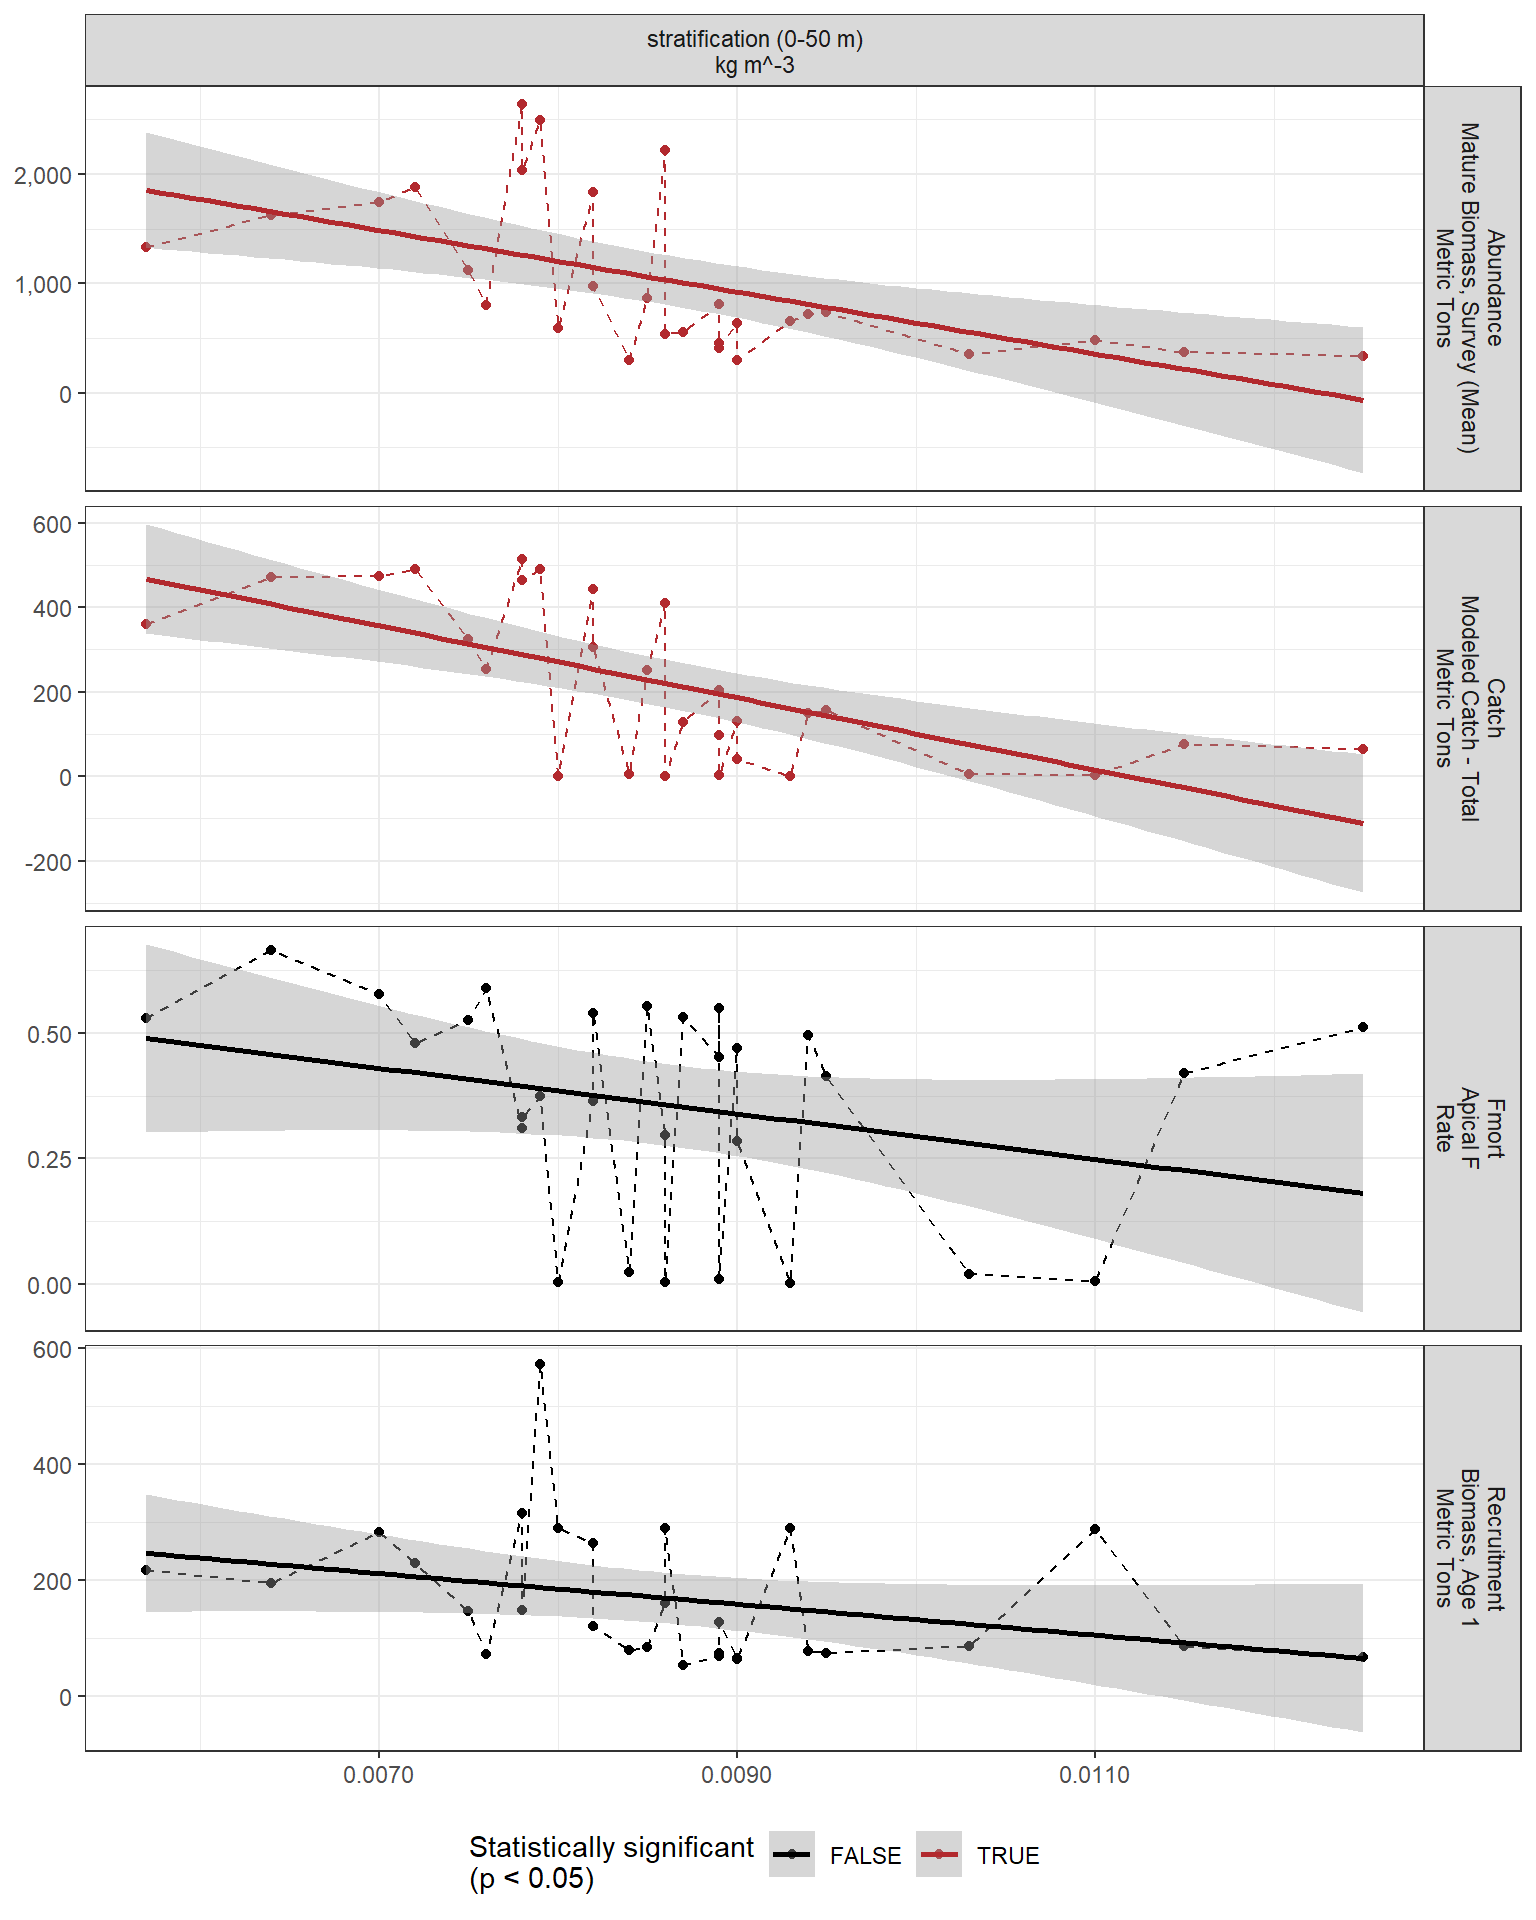 stratification (0-50 m)
kg m^-3
2,000
1,000
0
Abundance
Mature Biomass, Survey (Mean)
Metric Tons
600
400
200
0
-200
Catch
Modeled Catch - Total
Metric Tons
0.50
0.25
0.00
Fmort
Apical F
Rate
600
400
200
0
Recruitment
Biomass, Age 1
Metric Tons
0.0070
0.0090
0.0110
Statistically significant
(p < 0.05)
FALSE
TRUE